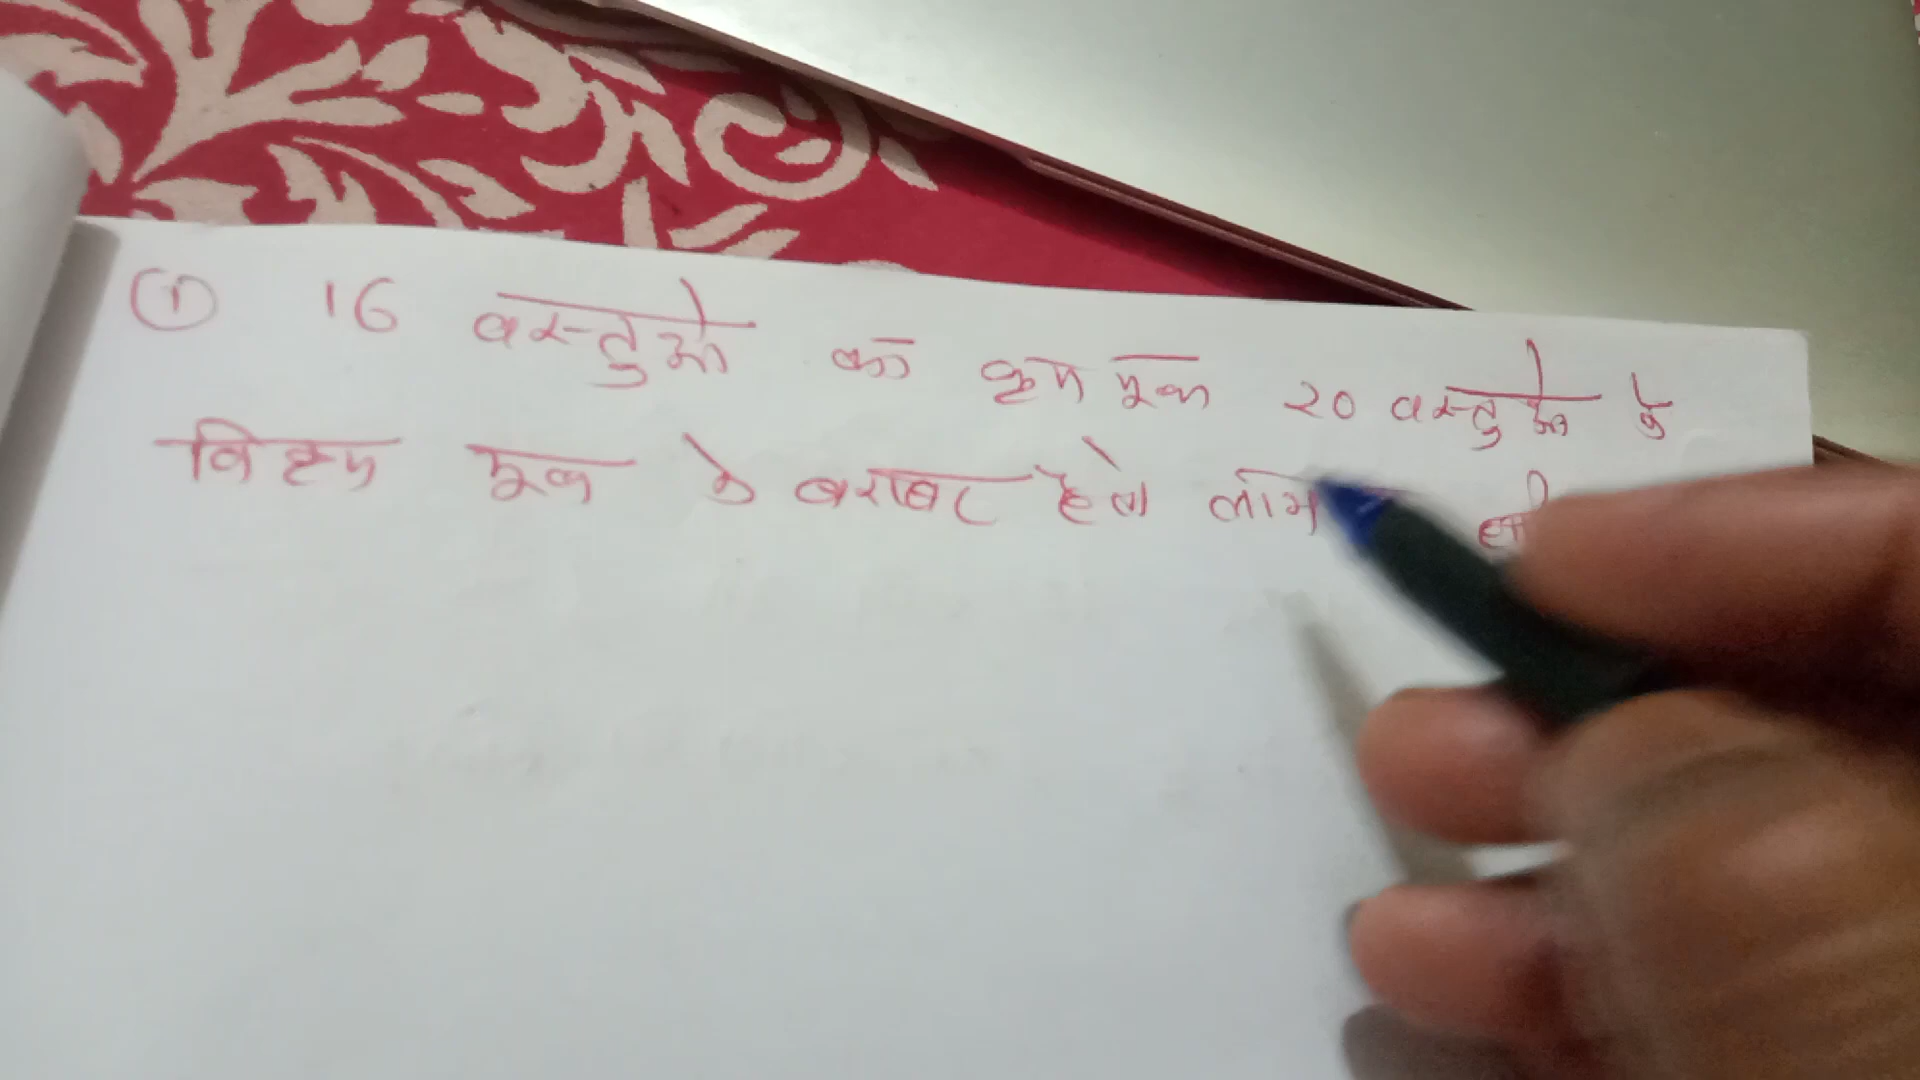 ① 16 वस्तुओ का क्रय मूल्य 20 वस्तुओ के
विक्रय मूल्य के बराबर है तो लाभ